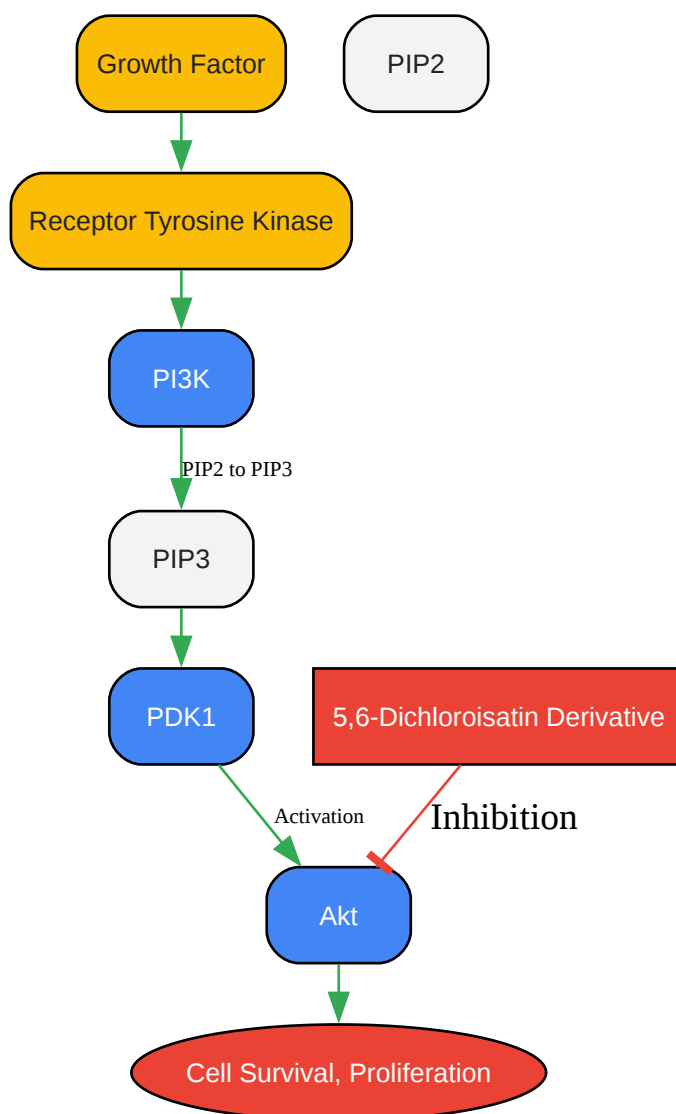 Growth Factor
PIP2
Receptor Tyrosine Kinase
PI3K
PIP2 to PIP3
PIP3
PDK1
5,6-Dichloroisatin Derivative
Activation
Inhibition
Akt
Cell Survival, Proliferation